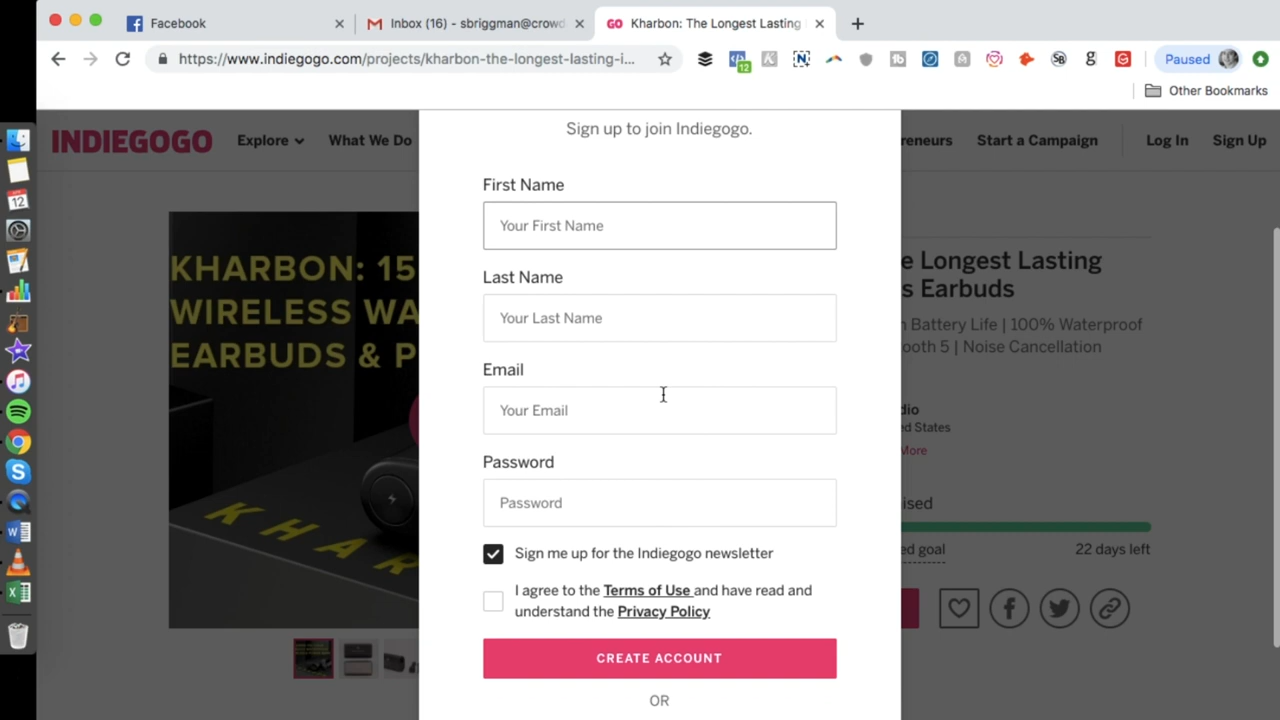 Facebook
Inbox (16) - sbriggman@crowd
GO Kharbon: The Longest Lasting
https://www.indiegogo.com/projects/kharbon-the-longest-lasting-i...
12
Paused
Other Bookmarks
INDIEGOGO
Explore
What We Do
reneurs
Start a Campaign
Log In
Sign Up
Sign up to join Indiegogo.
First Name
Your First Name
Last Name
Your Last Name
Email
Your Email
Password
Password
Sign me up for the Indiegogo newsletter
I agree to the Terms of Use and have read and
understand the Privacy Policy
CREATE ACCOUNT
OR
KHARBON: 15
WIRELESS WA
EARBUDS & P
KHAR
e Longest Lasting
s Earbuds
n Battery Life | 100% Waterproof
ooth 5 | Noise Cancellation
dio
ed States
More
ised
ed goal
22 days left